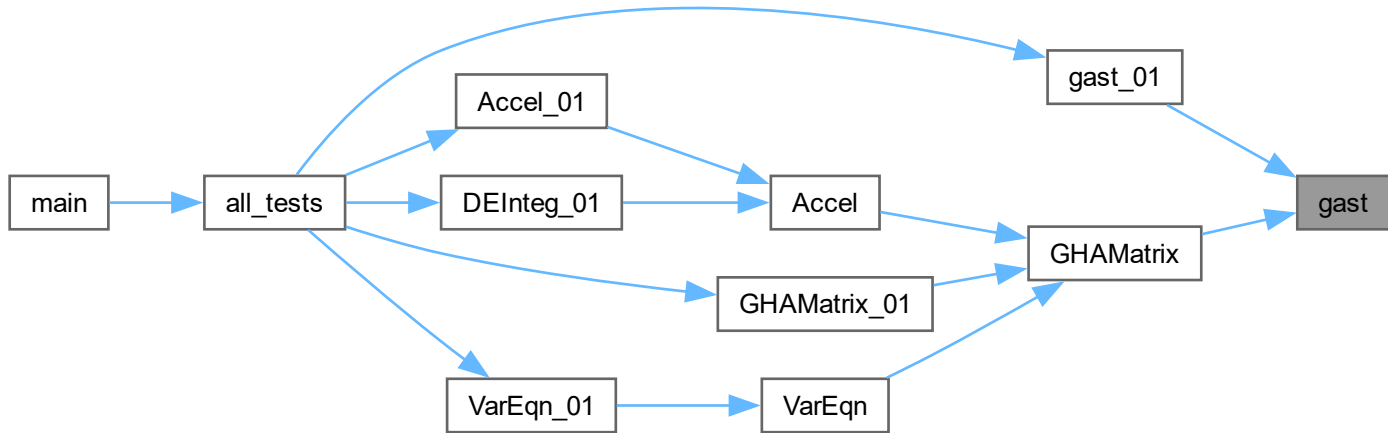 main
all_tests
Accel_01
DEInteg_01
GHAMatrix_01
VarEqn_01
Accel
VarEqn
gast_01
GHAMatrix
gast